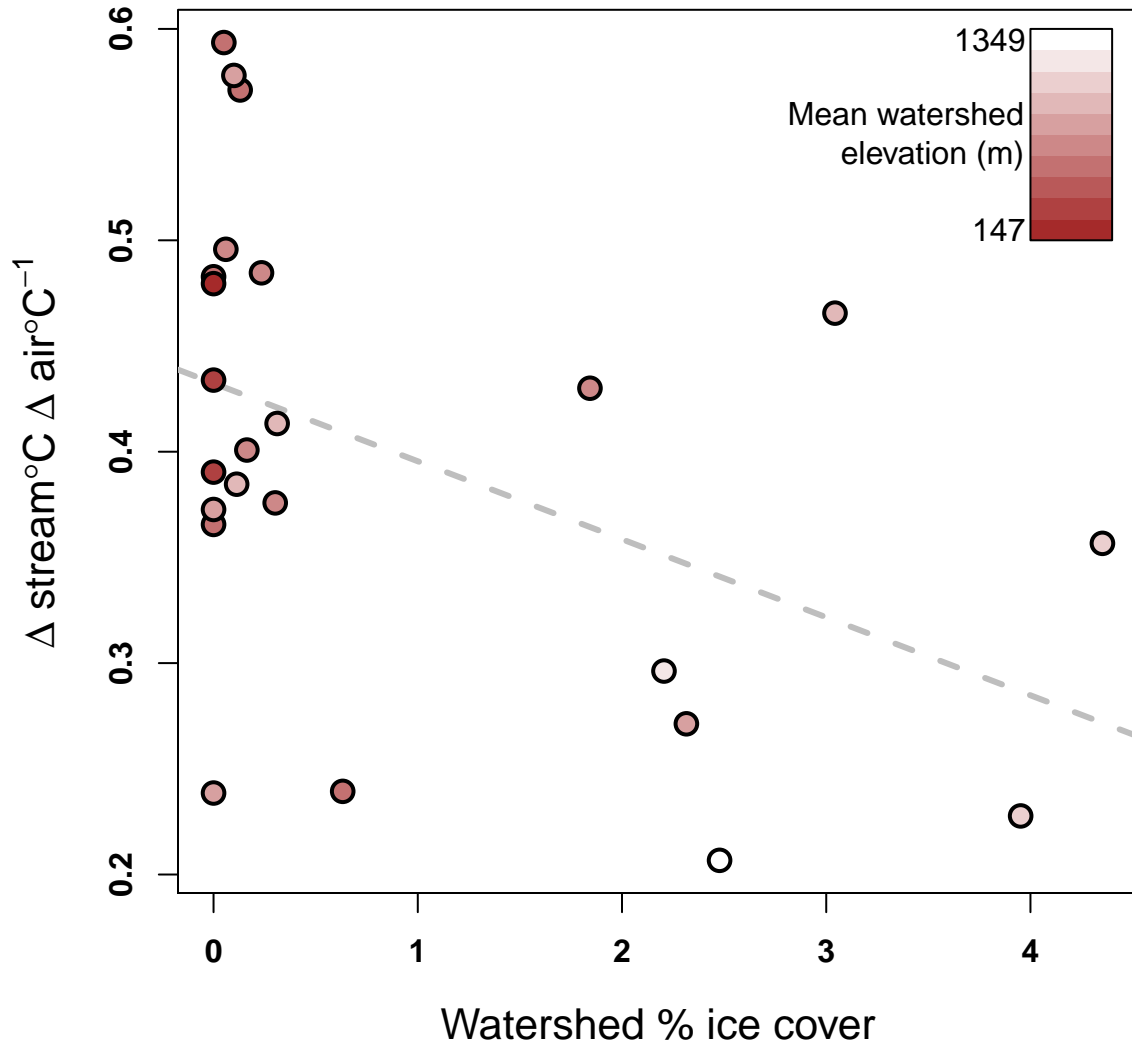 0.6
0.5
0.4
0.3
0.2
Δ stream°C Δ air°C⁻¹
1349
Mean watershed
elevation (m)
147
0 1 2 3 4
Watershed % ice cover